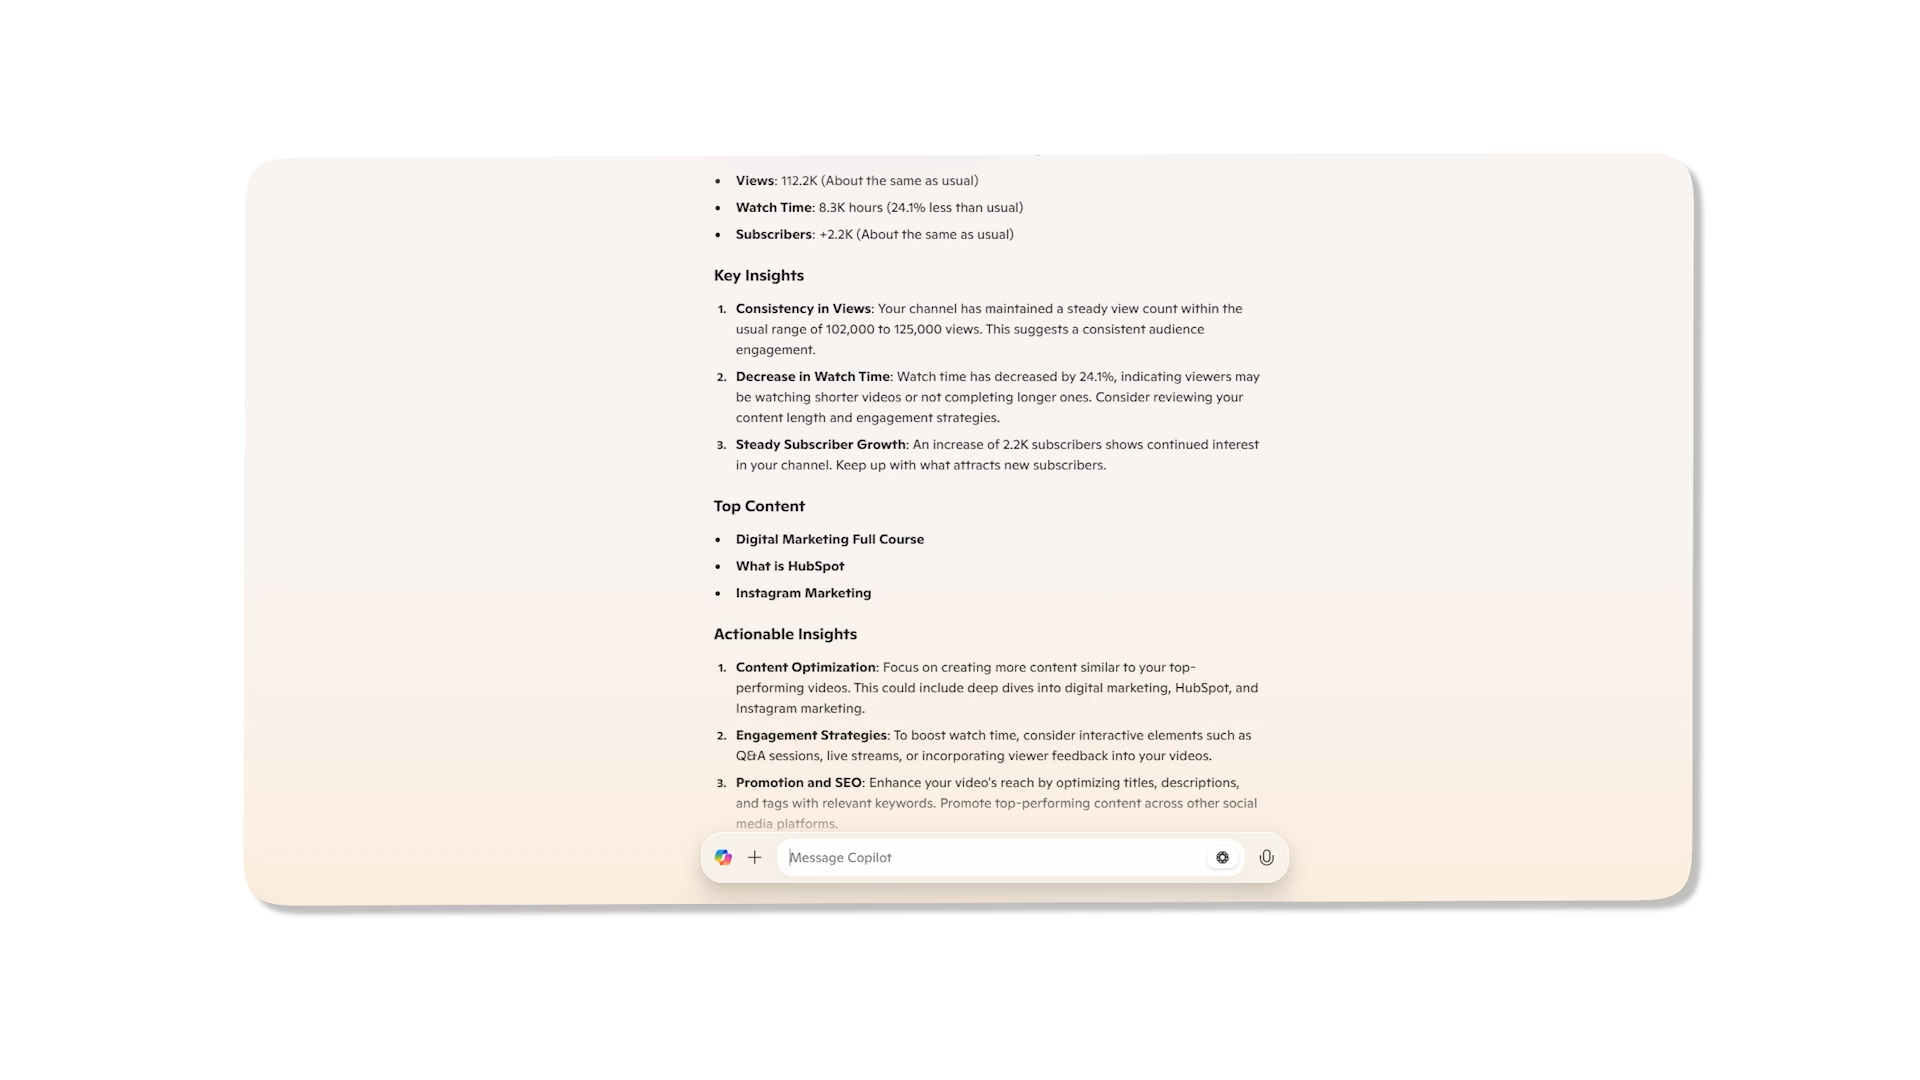 • Views: 112.2K (About the same as usual)
• Watch Time: 8.3K hours (24.1% less than usual)
• Subscribers: +2.2K (About the same as usual)
Key Insights
1. Consistency in Views: Your channel has maintained a steady view count within the
usual range of 102,000 to 125,000 views. This suggests a consistent audience
engagement.
2. Decrease in Watch Time: Watch time has decreased by 24.1%, indicating viewers may
be watching shorter videos or not completing longer ones. Consider reviewing your
content length and engagement strategies.
3. Steady Subscriber Growth: An increase of 2.2K subscribers shows continued interest
in your channel. Keep up with what attracts new subscribers.
Top Content
• Digital Marketing Full Course
• What is HubSpot
• Instagram Marketing
Actionable Insights
1. Content Optimization: Focus on creating more content similar to your top-
performing videos. This could include deep dives into digital marketing, HubSpot, and
Instagram marketing.
2. Engagement Strategies: To boost watch time, consider interactive elements such as
Q&A sessions, live streams, or incorporating viewer feedback into your videos.
3. Promotion and SEO: Enhance your video's reach by optimizing titles, descriptions,
and tags with relevant keywords. Promote top-performing content across other social
media platforms.
Message Copilot